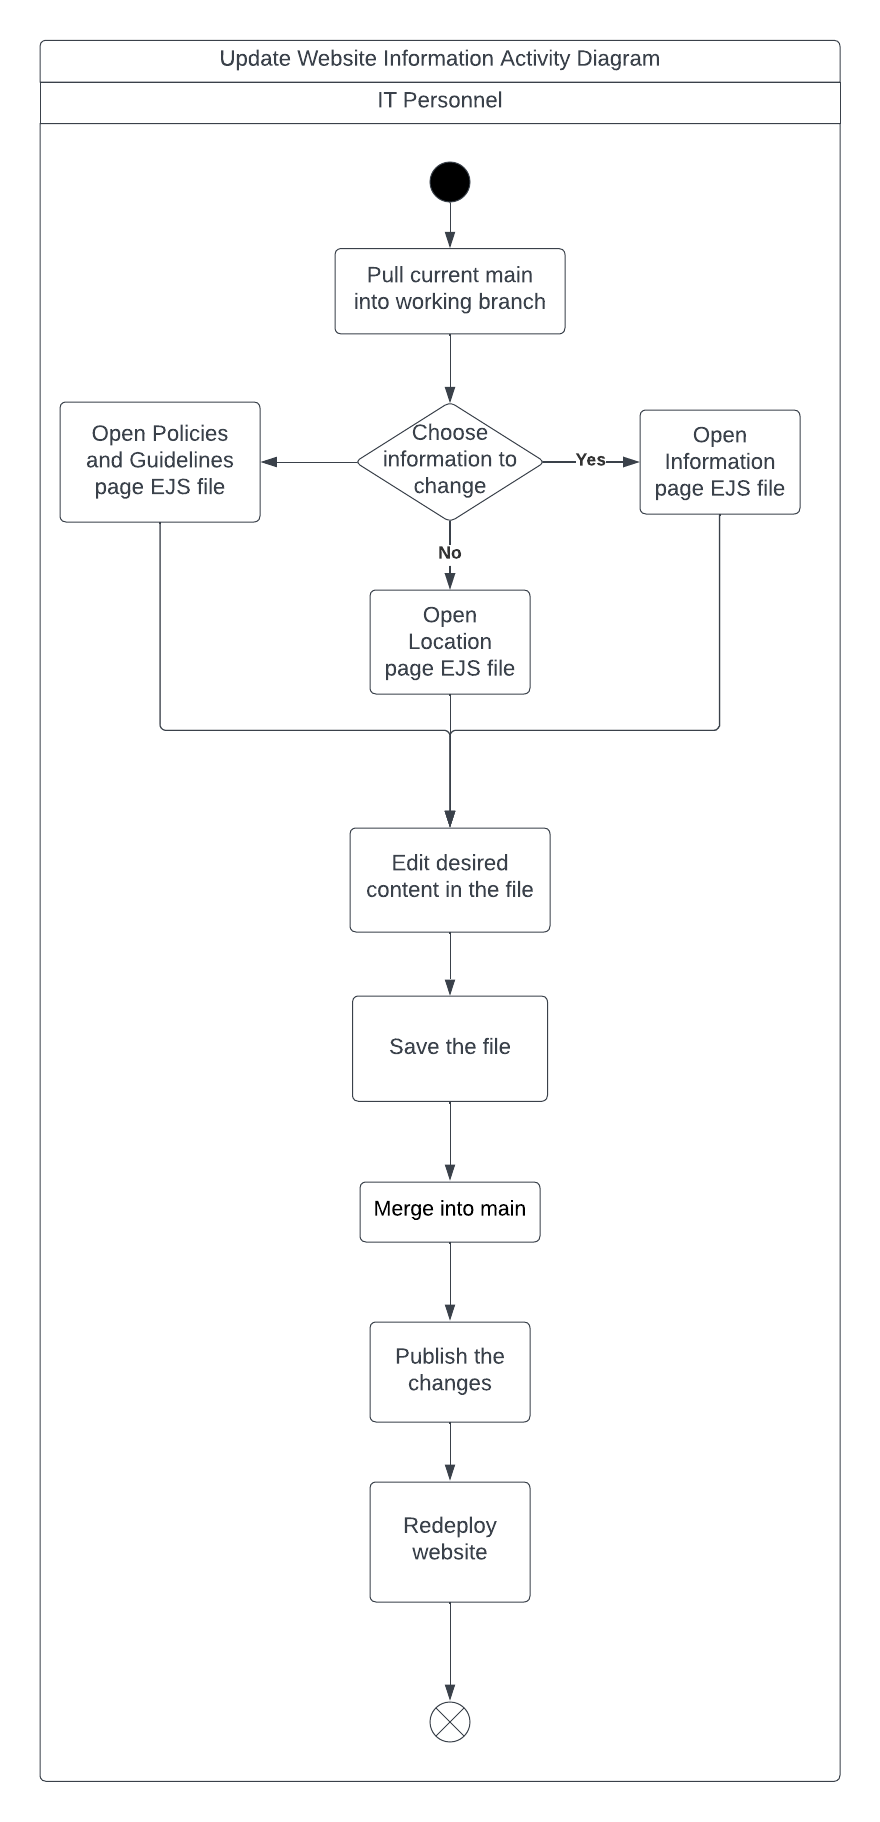 Update Website Information Activity Diagram
IT Personnel
Pull current main
into working branch
Choose
information to
change
Open Policies
and Guidelines
page EJS file
Yes
Open
Information
page EJS file
No
Open
Location
page EJS file
Edit desired
content in the file
Save the file
Merge into main
Publish the
changes
Redeploy
website